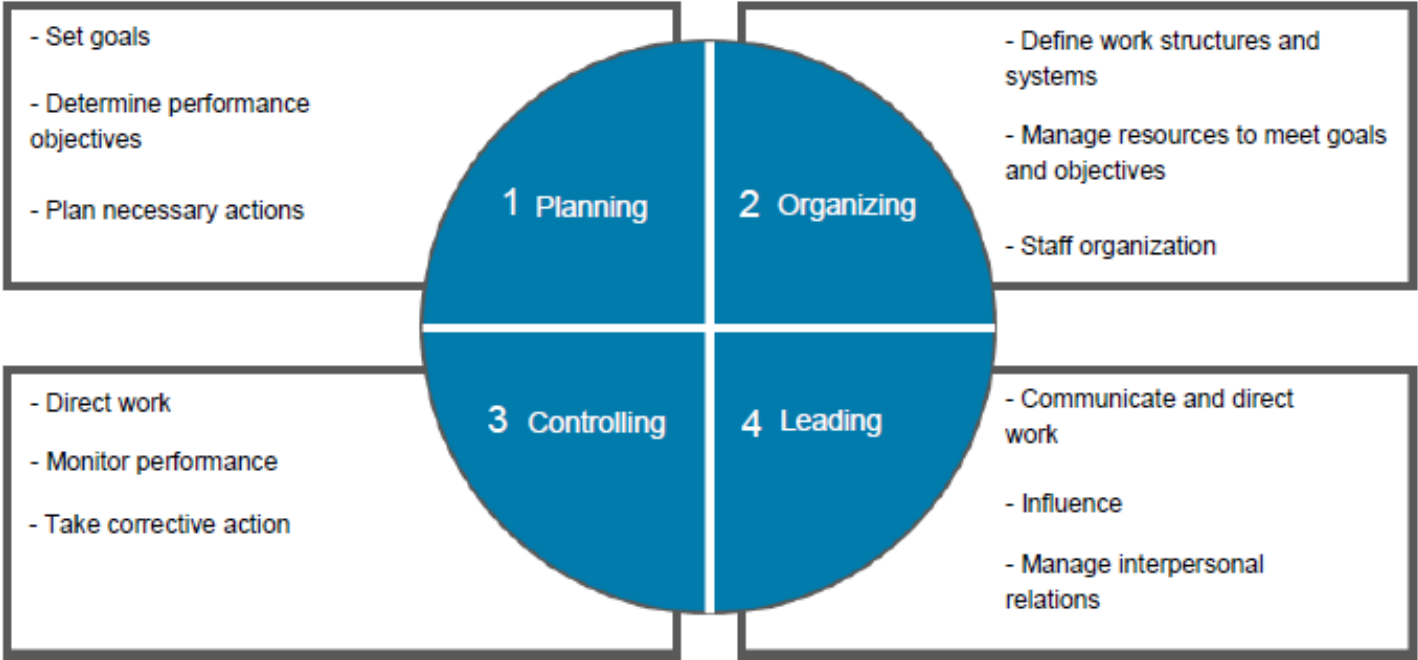 - Set goals
- Determine performance
objectives
- Plan necessary actions
1 Planning
2 Organizing
- Define work structures and
systems
- Manage resources to meet goals
and objectives
- Staff organization
- Direct work
- Monitor performance
- Take corrective action
3 Controlling
4 Leading
- Communicate and direct
work
- Influence
- Manage interpersonal
relations